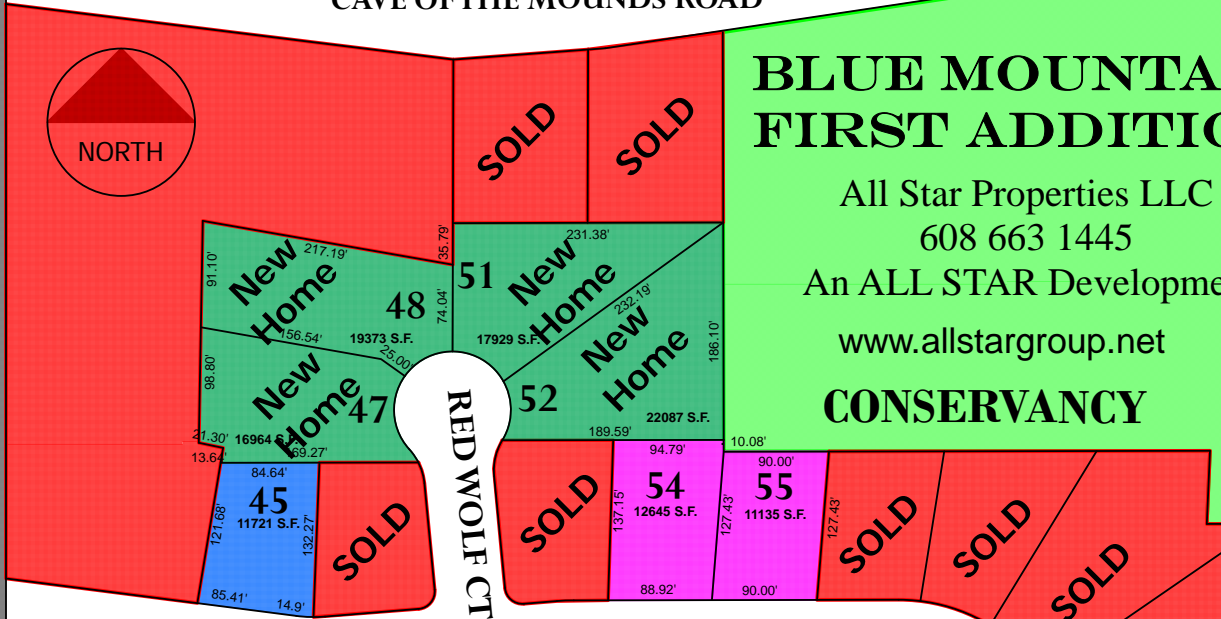 CAVE OF THE MOUNDS ROAD
NORTH
SOLD
SOLD
BLUE MOUNTA
FIRST ADDITIO
All Star Properties LLC
608 663 1445
An ALL STAR Developme
www.allstargroup.net
CONSERVANCY
217.19'
91.10'
New
Home
48
19373 S.F.
35.79'
74.04'
156.54'
25.00'
231.38'
51
New
Home
17929 S.F.
232.19'
New
Home
52
186.10'
22087 S.F.
189.59'
98.80'
New
Home
47
16964 S.F.
21.30'
13.64'
69.27'
RED WOLF CT
84.64'
45
11721 S.F.
121.68'
132.27'
85.41'
14.9'
SOLD
SOLD
94.79'
54
12645 S.F.
137.15'
127.43'
88.92'
10.08'
90.00'
55
11135 S.F.
127.43'
90.00'
SOLD
SOLD
SOLD